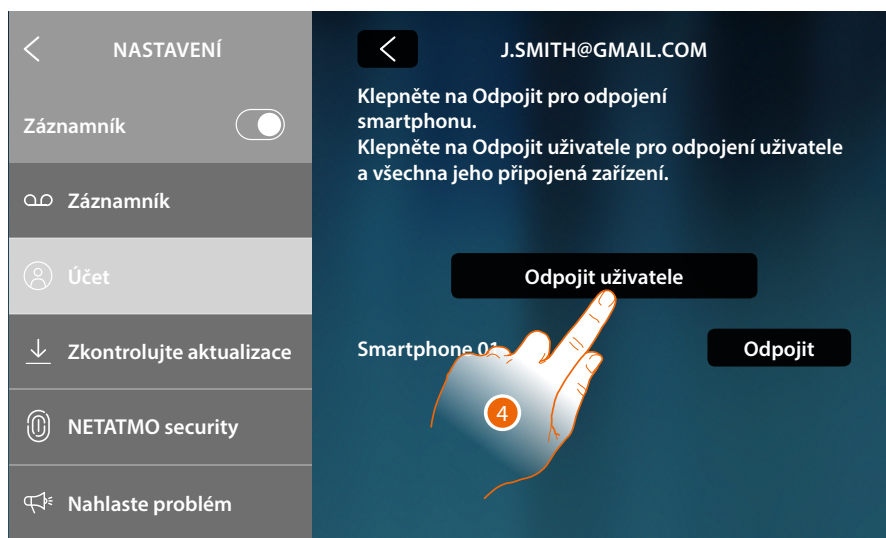 NASTAVENÍ
Záznamník
Záznamník
Účet
Zkontrolujte aktualizace
NETATMO security
Nahlaste problém
J.SMITH@GMAIL.COM
Klepněte na Odpojit pro odpojení
smartphonu.
Klepněte na Odpojit uživatele pro odpojení uživatele
a všechna jeho připojená zařízení.
Odpojit uživatele
Smartphone 01
Odpojit
4